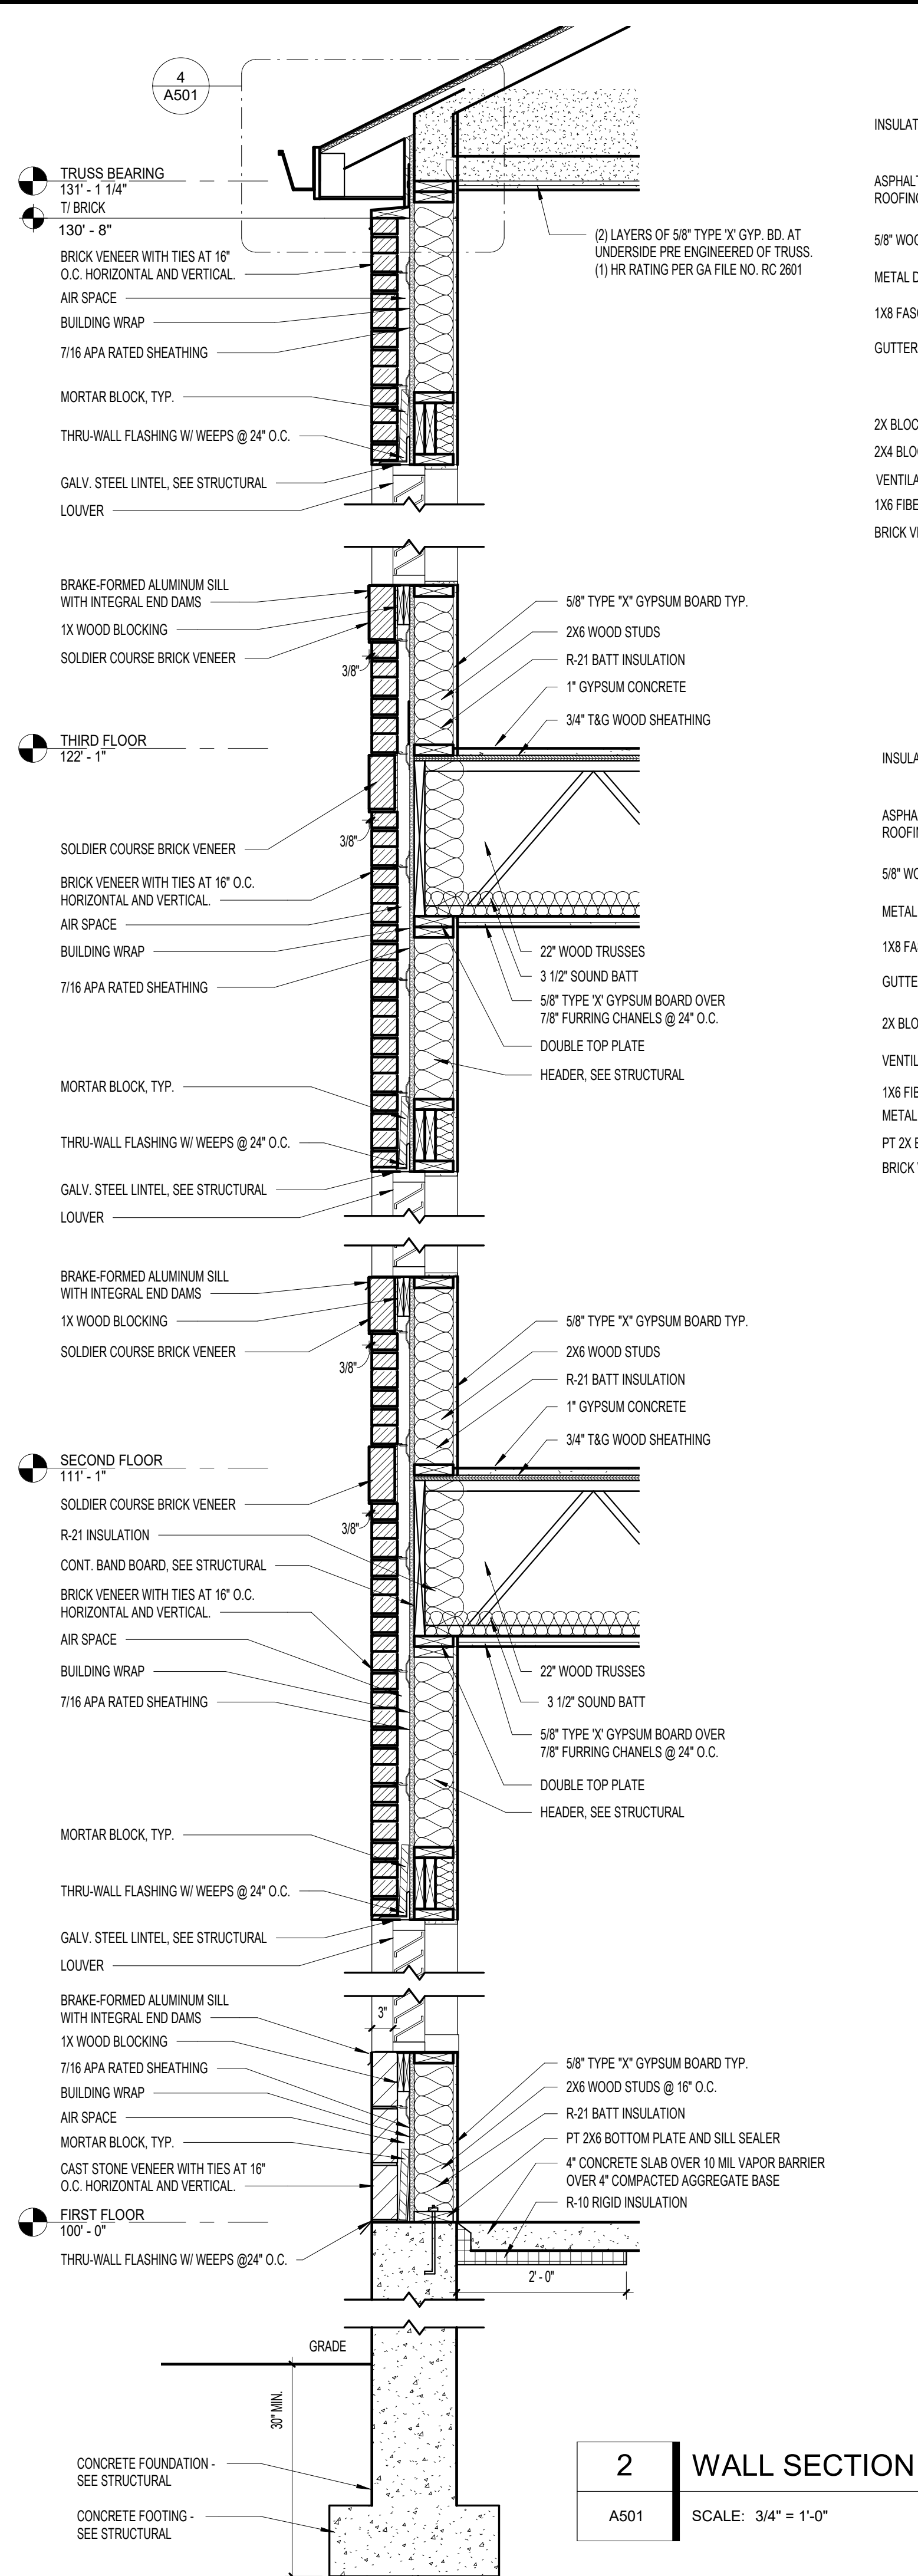 4
A501
TRUSS BEARING
131' - 1 1/4"
T/ BRICK
130' - 8"
BRICK VENEER WITH TIES AT 16"
O.C. HORIZONTAL AND VERTICAL.
AIR SPACE
BUILDING WRAP
7/16 APA RATED SHEATHING
MORTAR BLOCK, TYP.
THRU-WALL FLASHING W/ WEEPS @ 24" O.C.
GALV. STEEL LINTEL, SEE STRUCTURAL
LOUVER
(2) LAYERS OF 5/8" TYPE 'X' GYP. BD. AT
UNDERSIDE PRE ENGINEERED OF TRUSS.
(1) HR RATING PER GA FILE NO. RC 2601
BRAKE-FORMED ALUMINUM SILL
WITH INTEGRAL END DAMS
1X WOOD BLOCKING
SOLDIER COURSE BRICK VENEER
3/8"
THIRD FLOOR
122' - 1"
SOLDIER COURSE BRICK VENEER
3/8"
BRICK VENEER WITH TIES AT 16" O.C.
HORIZONTAL AND VERTICAL.
AIR SPACE
BUILDING WRAP
7/16 APA RATED SHEATHING
MORTAR BLOCK, TYP.
THRU-WALL FLASHING W/ WEEPS @ 24" O.C.
GALV. STEEL LINTEL, SEE STRUCTURAL
LOUVER
5/8" TYPE "X" GYPSUM BOARD TYP.
2X6 WOOD STUDS
R-21 BATT INSULATION
1" GYPSUM CONCRETE
3/4" T&G WOOD SHEATHING
22" WOOD TRUSSES
3 1/2" SOUND BATT
5/8" TYPE 'X' GYPSUM BOARD OVER
7/8" FURRING CHANELS @ 24" O.C.
DOUBLE TOP PLATE
HEADER, SEE STRUCTURAL
BRAKE-FORMED ALUMINUM SILL
WITH INTEGRAL END DAMS
1X WOOD BLOCKING
SOLDIER COURSE BRICK VENEER
3/8"
SECOND FLOOR
111' - 1"
SOLDIER COURSE BRICK VENEER
3/8"
R-21 INSULATION
CONT. BAND BOARD, SEE STRUCTURAL
BRICK VENEER WITH TIES AT 16" O.C.
HORIZONTAL AND VERTICAL.
AIR SPACE
BUILDING WRAP
7/16 APA RATED SHEATHING
MORTAR BLOCK, TYP.
THRU-WALL FLASHING W/ WEEPS @ 24" O.C.
GALV. STEEL LINTEL, SEE STRUCTURAL
LOUVER
5/8" TYPE "X" GYPSUM BOARD TYP.
2X6 WOOD STUDS
R-21 BATT INSULATION
1" GYPSUM CONCRETE
3/4" T&G WOOD SHEATHING
22" WOOD TRUSSES
3 1/2" SOUND BATT
5/8" TYPE 'X' GYPSUM BOARD OVER
7/8" FURRING CHANELS @ 24" O.C.
DOUBLE TOP PLATE
HEADER, SEE STRUCTURAL
BRAKE-FORMED ALUMINUM SILL
WITH INTEGRAL END DAMS
3"
1X WOOD BLOCKING
7/16 APA RATED SHEATHING
BUILDING WRAP
AIR SPACE
MORTAR BLOCK, TYP.
CAST STONE VENEER WITH TIES AT 16"
O.C. HORIZONTAL AND VERTICAL.
FIRST FLOOR
100' - 0"
THRU-WALL FLASHING W/ WEEPS @24" O.C.
5/8" TYPE "X" GYPSUM BOARD TYP.
2X6 WOOD STUDS @ 16" O.C.
R-21 BATT INSULATION
PT 2X6 BOTTOM PLATE AND SILL SEALER
4" CONCRETE SLAB OVER 10 MIL VAPOR BARRIER
OVER 4" COMPACTED AGGREGATE BASE
R-10 RIGID INSULATION
2' - 0"
GRADE
30" MIN.
CONCRETE FOUNDATION -
SEE STRUCTURAL
CONCRETE FOOTING -
SEE STRUCTURAL
2
WALL SECTION
A501
SCALE: 3/4" = 1'-0"
INSULAT
ASPHALT
ROOFING
5/8" WOO
METAL D
1X8 FASC
GUTTER
2X BLOC
2X4 BLO
VENTILA
1X6 FIBE
BRICK VE
INSULA
ASPHA
ROOFIN
5/8" WO
METAL
1X8 FA
GUTTE
2X BLO
VENTIL
1X6 FIE
METAL
PT 2X B
BRICK